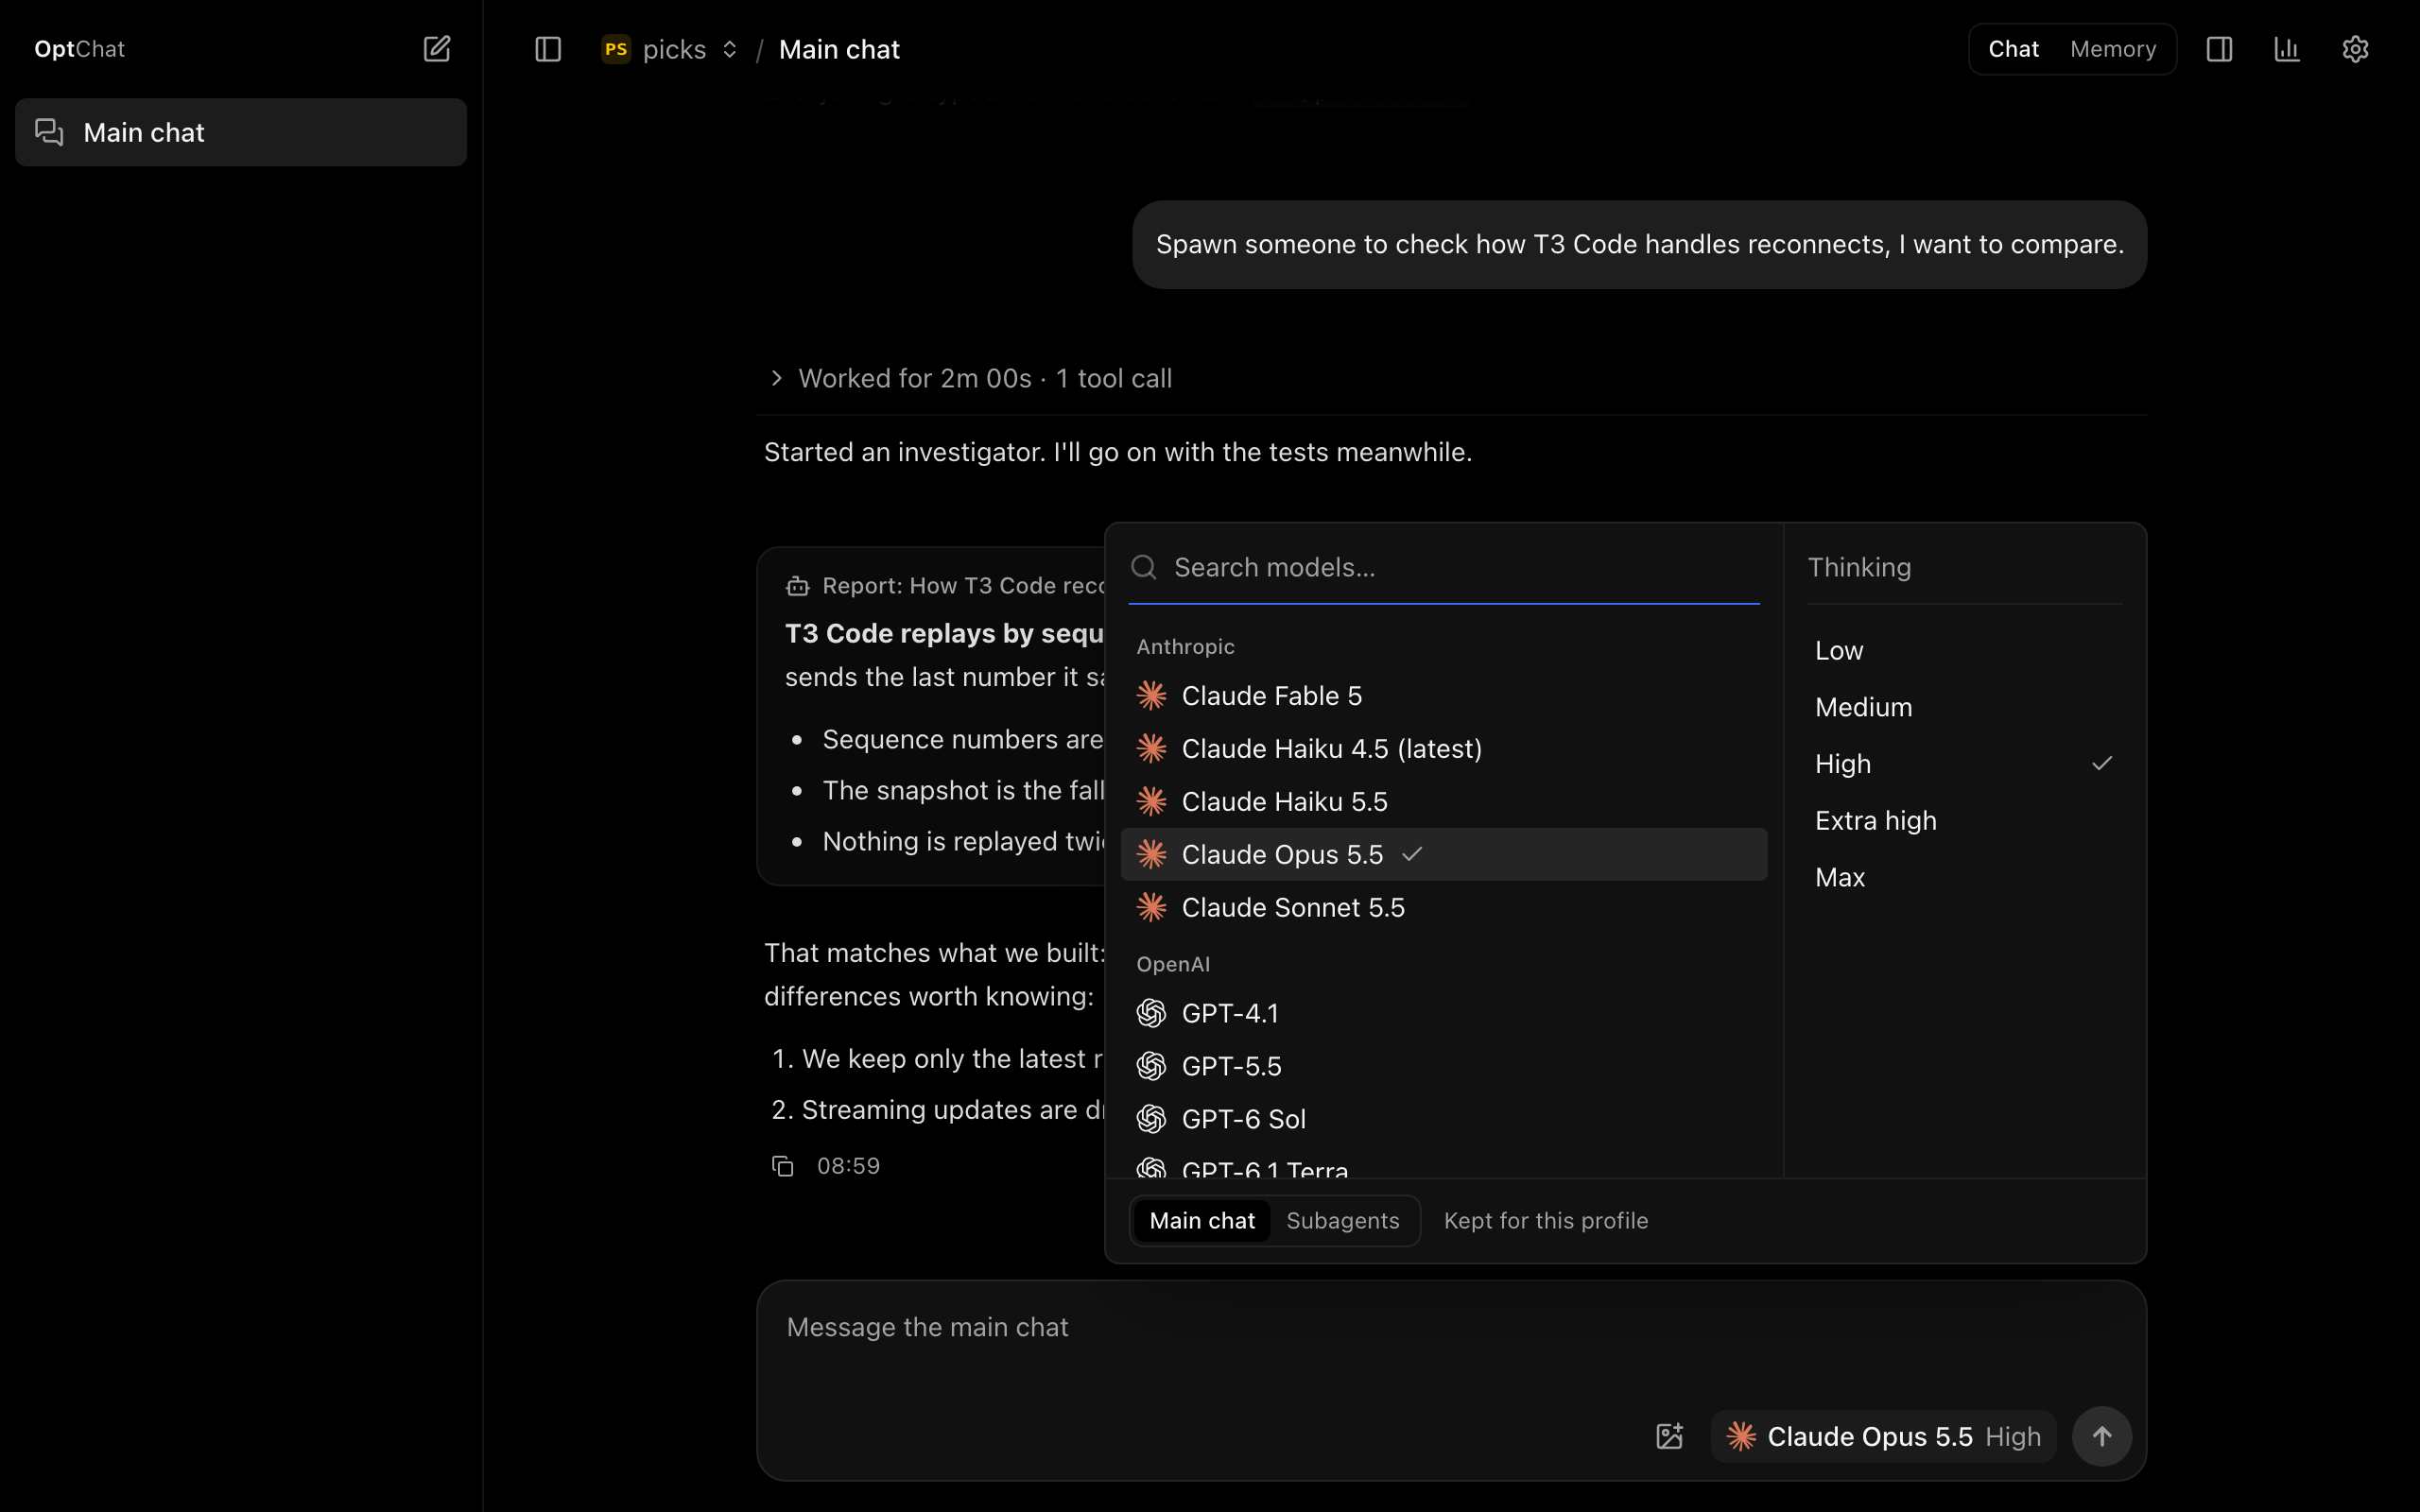 OptChat
PS picks / Main chat
Chat Memory
Main chat
Spawn someone to check how T3 Code handles reconnects, I want to compare.
Worked for 2m 00s · 1 tool call
Started an investigator. I'll go on with the tests meanwhile.
Report: How T3 Code
T3 Code replays by
sends the last number it
Sequence numbers are
The snapshot is the
Nothing is replayed
That matches what we built:
differences worth knowing:
1. We keep only the latest
2. Streaming updates are
08:59
Search models...
Anthropic
Claude Fable 5
Claude Haiku 4.5 (latest)
Claude Haiku 5.5
Claude Opus 5.5
Claude Sonnet 5.5
OpenAI
GPT-4.1
GPT-5.5
GPT-6 Sol
GPT-6.1 Terra
Thinking
Low
Medium
High
Extra high
Max
Main chat Subagents Kept for this profile
Message the main chat
Claude Opus 5.5 High